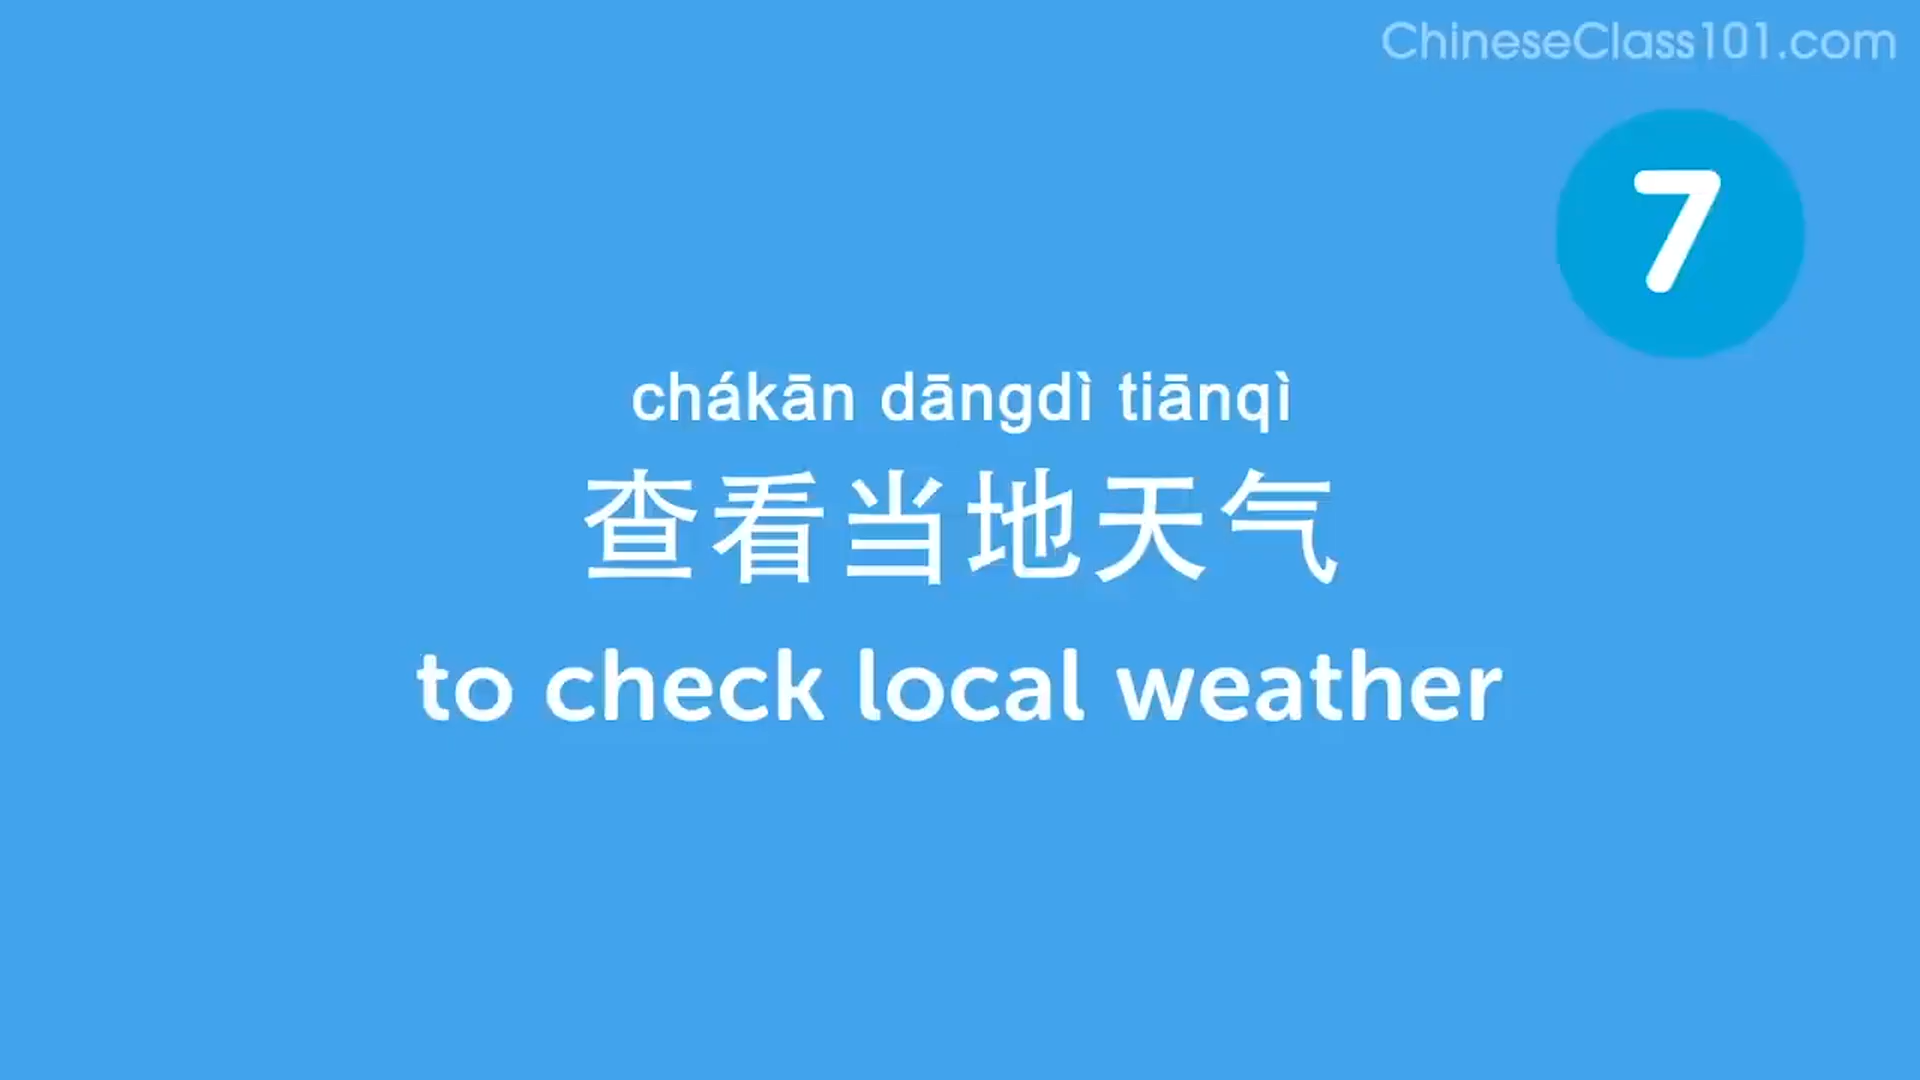 ChineseClass101.com
7
chákān dāngdì tiānqì
查看当地天气
to check local weather